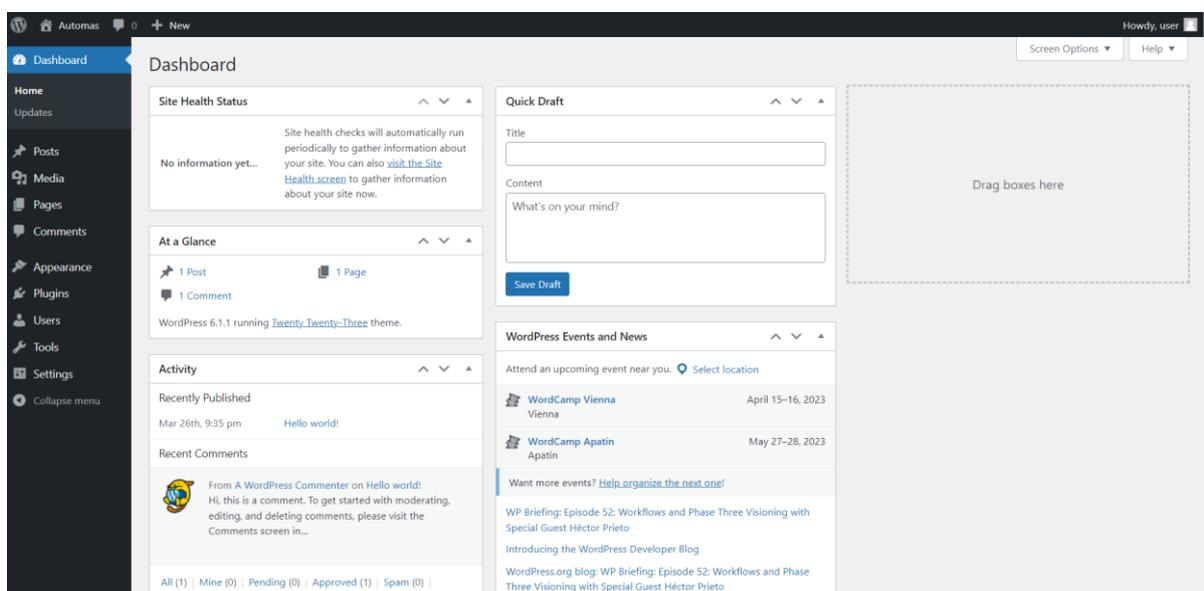 Automas 0 New Howdy, user
Dashboard
Home
Updates
Posts
Media
Pages
Comments
Appearance
Plugins
Users
Tools
Settings
Collapse menu
Screen Options ▼ Help ▼
Dashboard
Site Health Status
No information yet...
Site health checks will automatically run
periodically to gather information about
your site. You can also visit the Site
Health screen to gather information
about your site now.
At a Glance
1 Post 1 Page
1 Comment
WordPress 6.1.1 running Twenty Twenty-Three theme.
Activity
Recently Published
Mar 26th, 9:35 pm Hello world!
Recent Comments
From A WordPress Commenter on Hello world!
Hi, this is a comment. To get started with moderating,
editing, and deleting comments, please visit the
Comments screen in...
All (1) | Mine (0) | Pending (0) | Approved (1) | Spam (0) |
Quick Draft
Title
Content
What's on your mind?
Save Draft
WordPress Events and News
Attend an upcoming event near you. Select location
WordCamp Vienna April 15–16, 2023
Vienna
WordCamp Apatin May 27–28, 2023
Apatin
Want more events? Help organize the next one!
WP Briefing: Episode 52: Workflows and Phase Three Visioning with
Special Guest Héctor Prieto
Introducing the WordPress Developer Blog
WordPress.org blog: WP Briefing: Episode 52: Workflows and Phase
Three Visioning with Special Guest Héctor Prieto
Drag boxes here